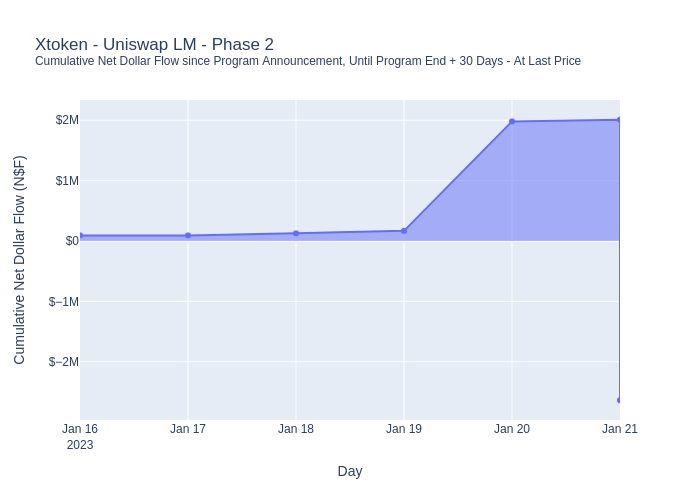 Xtoken - Uniswap LM - Phase 2
Cumulative Net Dollar Flow since Program Announcement, Until Program End + 30 Days - At Last Price
Cumulative Net Dollar Flow (N$F)
$2M
$1M
$0
$−1M
$−2M
Jan 16 Jan 17 Jan 18 Jan 19 Jan 20 Jan 21
2023
Day